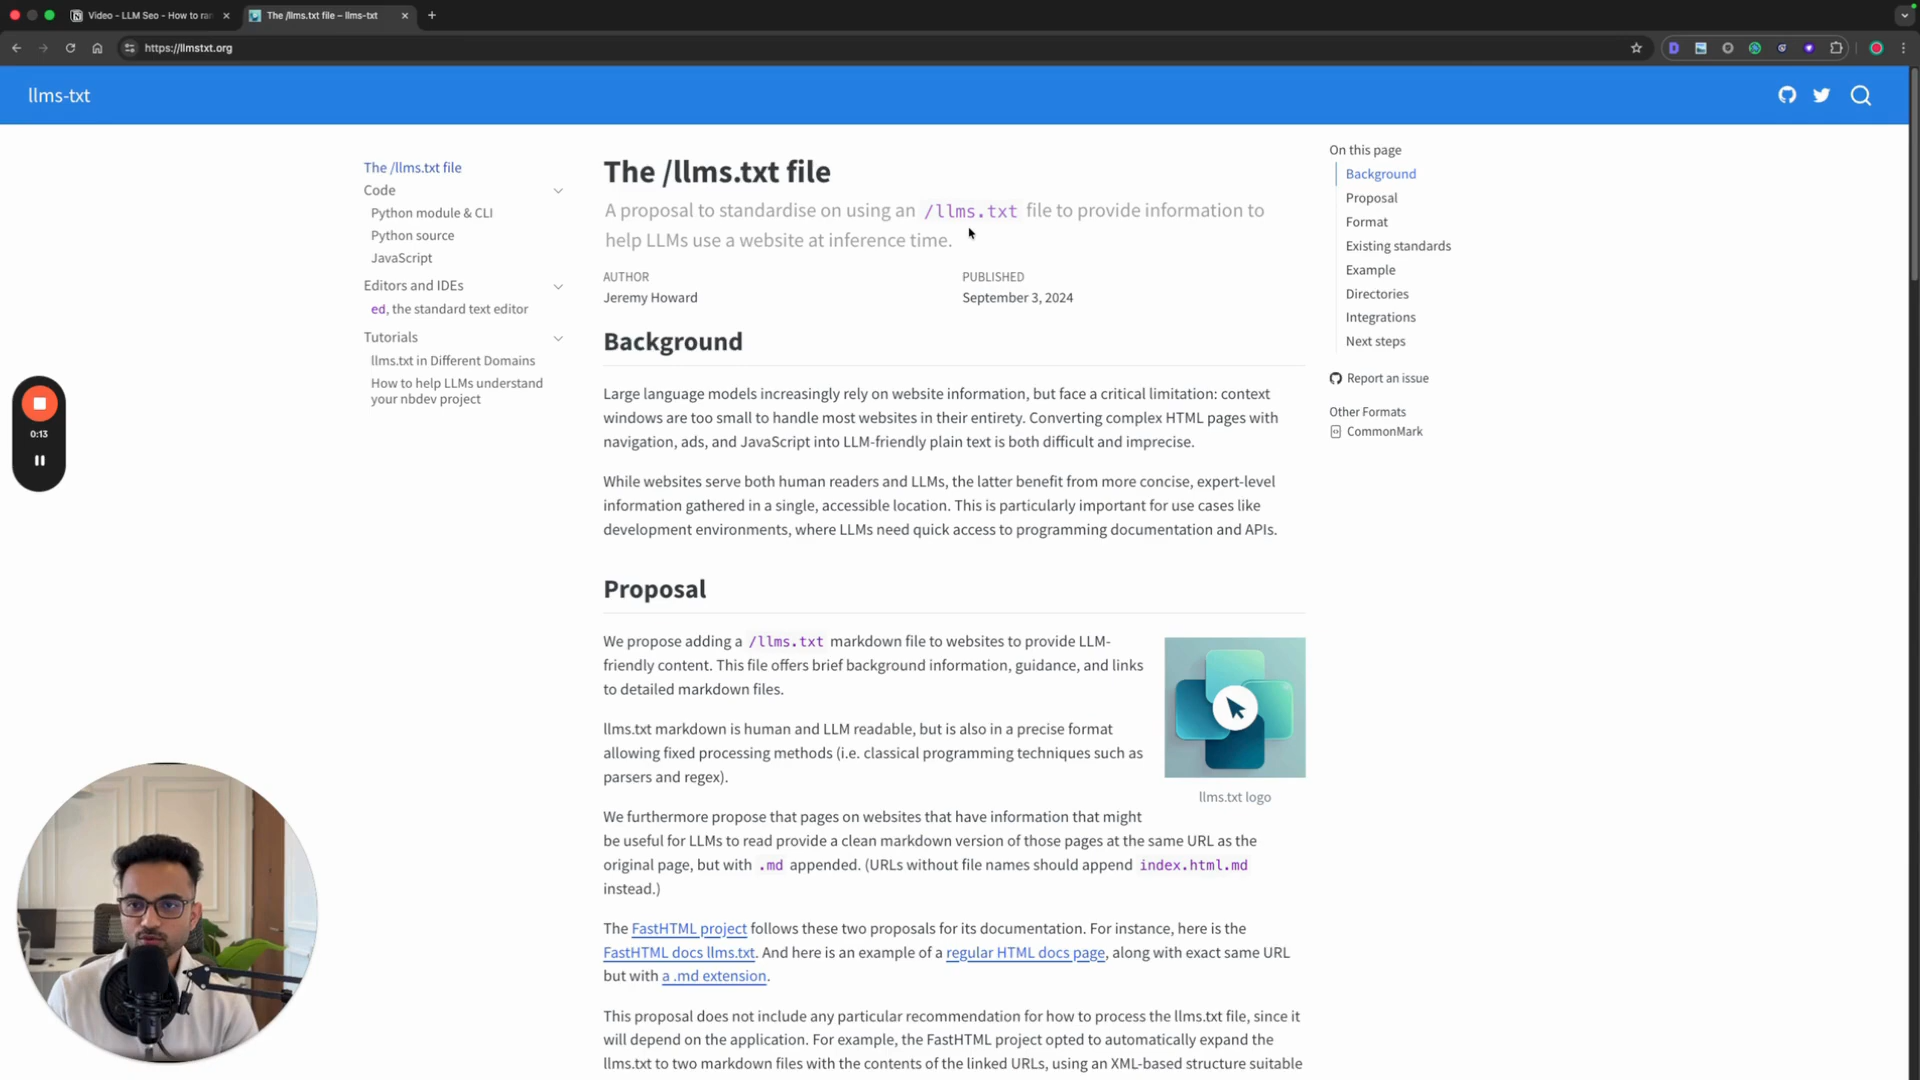 Video - LLM Seo - How to ran
The /llms.txt file – llms-txt
https://llmstxt.org
llms-txt
The /llms.txt file
Code
Python module & CLI
Python source
JavaScript
Editors and IDEs
ed, the standard text editor
Tutorials
llms.txt in Different Domains
How to help LLMs understand
your nbdev project
0:13
The /llms.txt file
A proposal to standardise on using an /llms.txt file to provide information to
help LLMs use a website at inference time.
AUTHOR
Jeremy Howard
PUBLISHED
September 3, 2024
Background
Large language models increasingly rely on website information, but face a critical limitation: context
windows are too small to handle most websites in their entirety. Converting complex HTML pages with
navigation, ads, and JavaScript into LLM-friendly plain text is both difficult and imprecise.
While websites serve both human readers and LLMs, the latter benefit from more concise, expert-level
information gathered in a single, accessible location. This is particularly important for use cases like
development environments, where LLMs need quick access to programming documentation and APIs.
Proposal
We propose adding a /llms.txt markdown file to websites to provide LLM-
friendly content. This file offers brief background information, guidance, and links
to detailed markdown files.
llms.txt markdown is human and LLM readable, but is also in a precise format
allowing fixed processing methods (i.e. classical programming techniques such as
parsers and regex).
llms.txt logo
We furthermore propose that pages on websites that have information that might
be useful for LLMs to read provide a clean markdown version of those pages at the same URL as the
original page, but with .md appended. (URLs without file names should append index.html.md
instead.)
The FastHTML project follows these two proposals for its documentation. For instance, here is the
FastHTML docs llms.txt. And here is an example of a regular HTML docs page, along with exact same URL
but with a .md extension.
This proposal does not include any particular recommendation for how to process the llms.txt file, since it
will depend on the application. For example, the FastHTML project opted to automatically expand the
llms.txt to two markdown files with the contents of the linked URLs, using an XML-based structure suitable
On this page
Background
Proposal
Format
Existing standards
Example
Directories
Integrations
Next steps
Report an issue
Other Formats
CommonMark